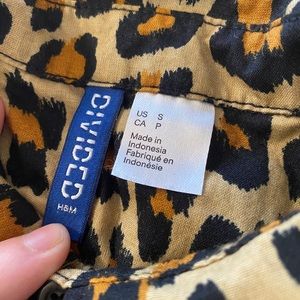 DIVIDED
H&M
US S
CA P
Made in
Indonesia
Fabriqué en
Indonésie